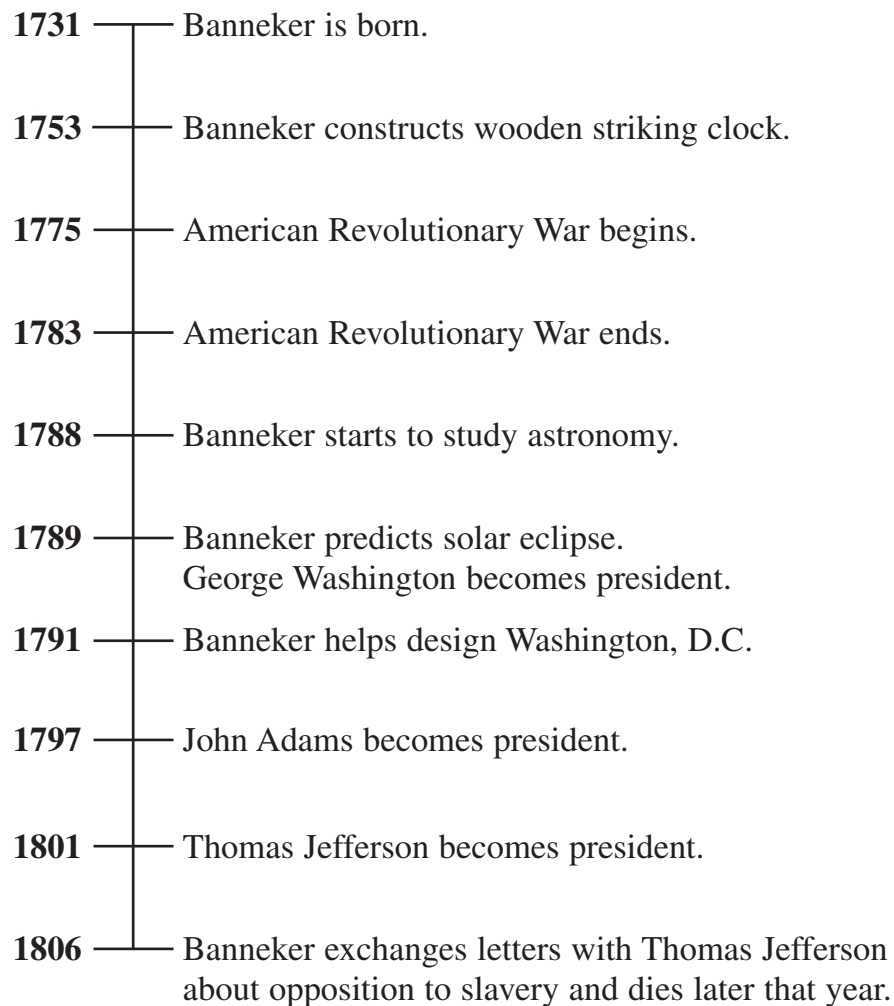 1731 Banneker is born.
1753 Banneker constructs wooden striking clock.
1775 American Revolutionary War begins.
1783 American Revolutionary War ends.
1788 Banneker starts to study astronomy.
1789 Banneker predicts solar eclipse.
George Washington becomes president.
1791 Banneker helps design Washington, D.C.
1797 John Adams becomes president.
1801 Thomas Jefferson becomes president.
1806 Banneker exchanges letters with Thomas Jefferson
about opposition to slavery and dies later that year.